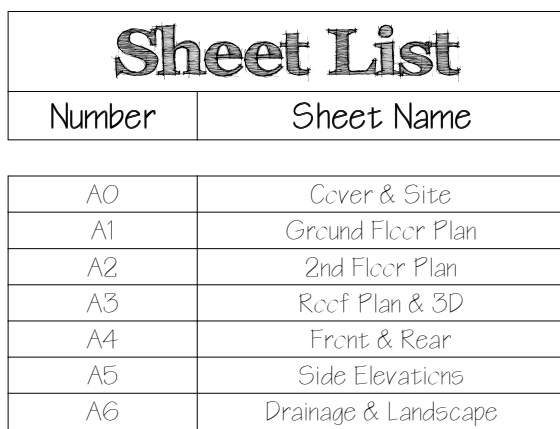 Sheet List
Number Sheet Name
A0 Cover & Site
A1 Ground Floor Plan
A2 2nd Floor Plan
A3 Roof Plan & 3D
A4 Front & Rear
A5 Side Elevations
A6 Drainage & Landscape